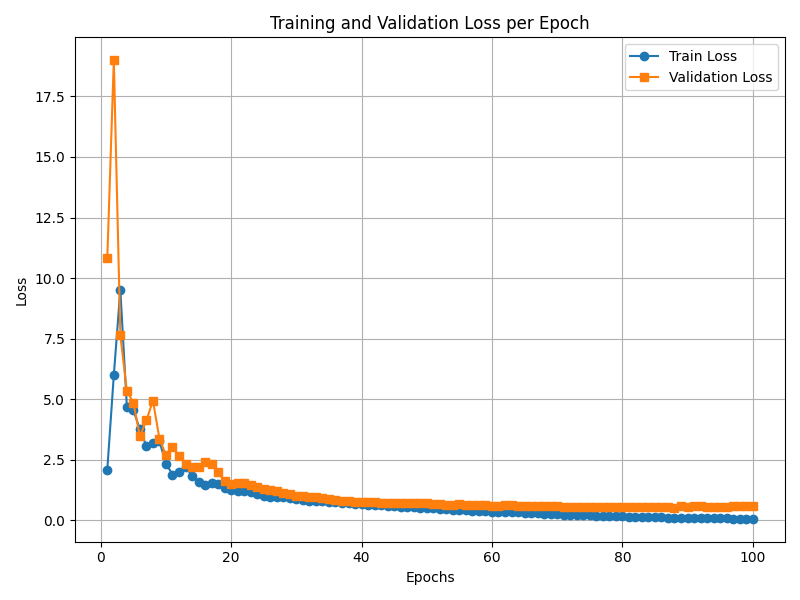 Training and Validation Loss per Epoch
Train Loss
Validation Loss
17.5
15.0
12.5
10.0
7.5
5.0
2.5
0.0
Loss
0 20 40 60 80 100
Epochs